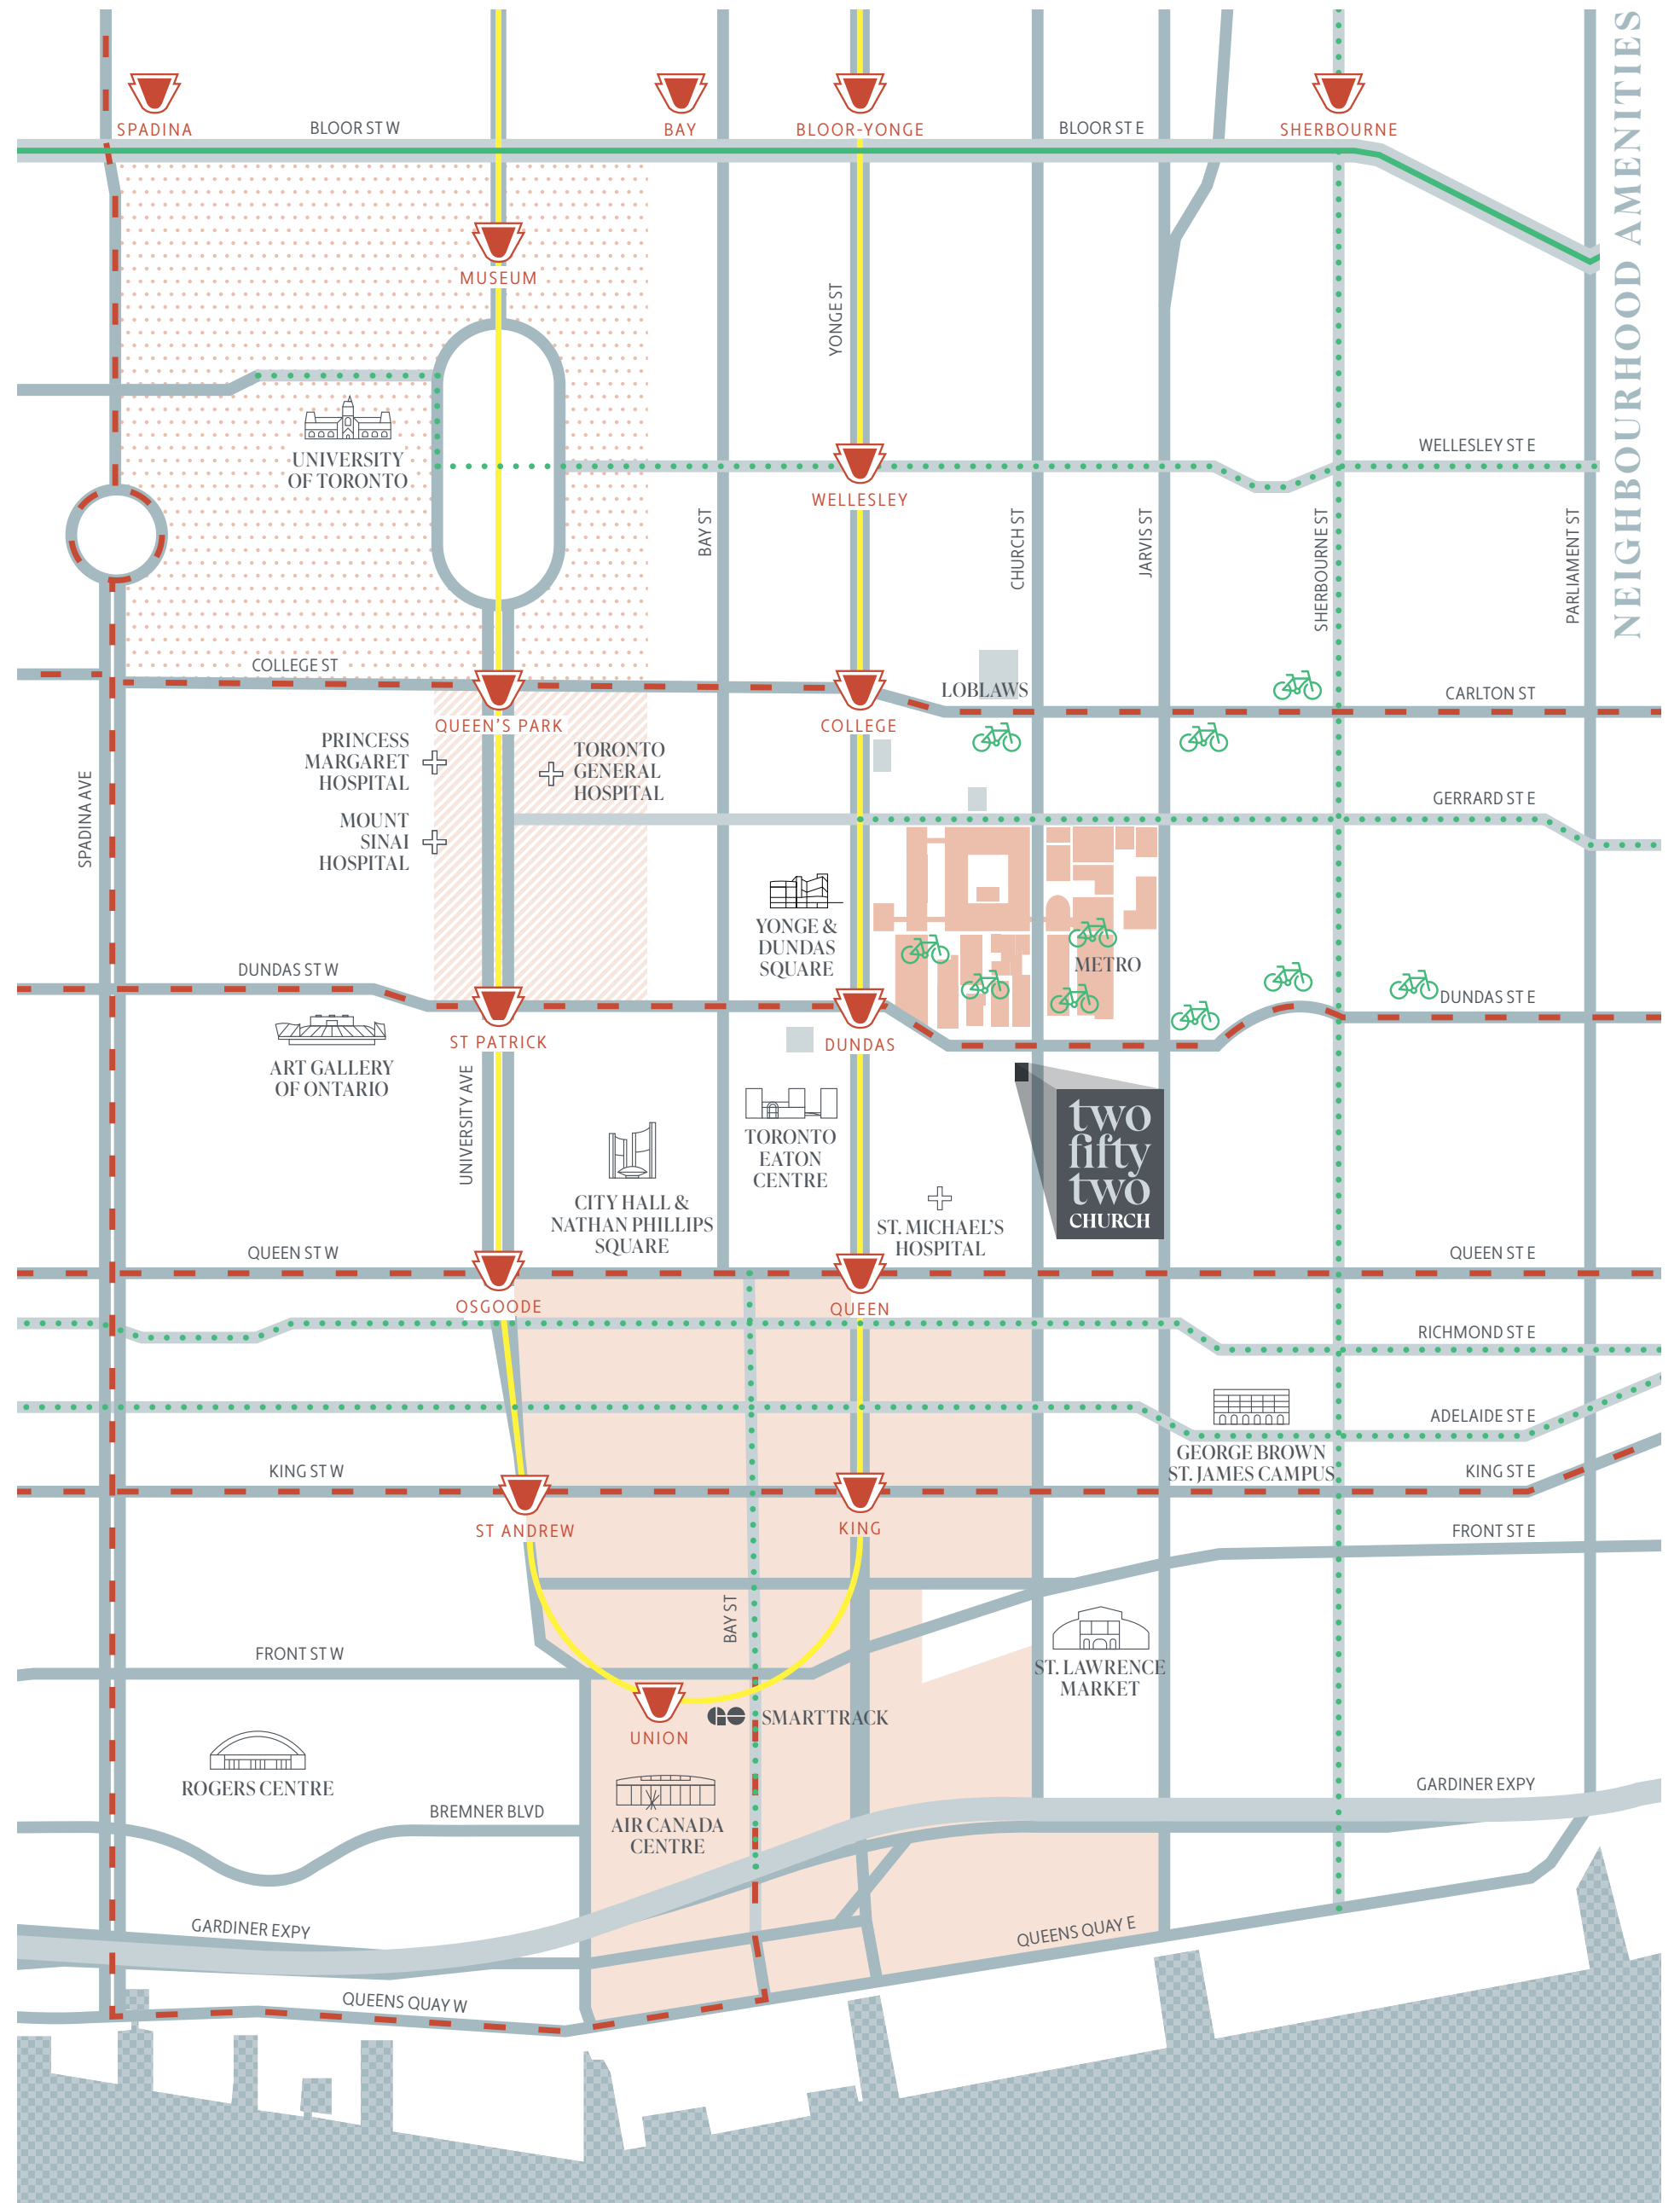 NEIGHBOURHOOD AMENITIES
SPADINA
BLOOR ST W
BAY
BLOOR-YONGE
BLOOR ST E
SHERBOURNE
MUSEUM
YONGE ST
UNIVERSITY
OF TORONTO
WELLESLEY ST E
WELLESLEY
BAY ST
CHURCH ST
JARVIS ST
SHERBOURNE ST
PARLIAMENT ST
COLLEGE ST
LOBLAWS
CARLTON ST
QUEEN'S PARK
COLLEGE
PRINCESS
MARGARET
HOSPITAL
TORONTO
GENERAL
HOSPITAL
SPADINA AVE
MOUNT
SINAI
HOSPITAL
GERRARD ST E
YONGE &
DUNDAS
SQUARE
METRO
DUNDAS ST W
DUNDAS ST E
ST PATRICK
DUNDAS
ART GALLERY
OF ONTARIO
UNIVERSITY AVE
TORONTO
EATON
CENTRE
two
fifty
two
CHURCH
CITY HALL &
NATHAN PHILLIPS
SQUARE
ST. MICHAEL'S
HOSPITAL
QUEEN ST W
QUEEN ST E
OSGOODE
QUEEN
RICHMOND ST E
ADELAIDE ST E
GEORGE BROWN
ST. JAMES CAMPUS
KING ST W
KING ST E
ST ANDREW
KING
FRONT ST E
BAY ST
FRONT ST W
ST. LAWRENCE
MARKET
UNION
GO SMARTTRACK
ROGERS CENTRE
GARDINER EXPY
BREMNER BLVD
AIR CANADA
CENTRE
GARDINER EXPY
QUEENS QUAY E
QUEENS QUAY W